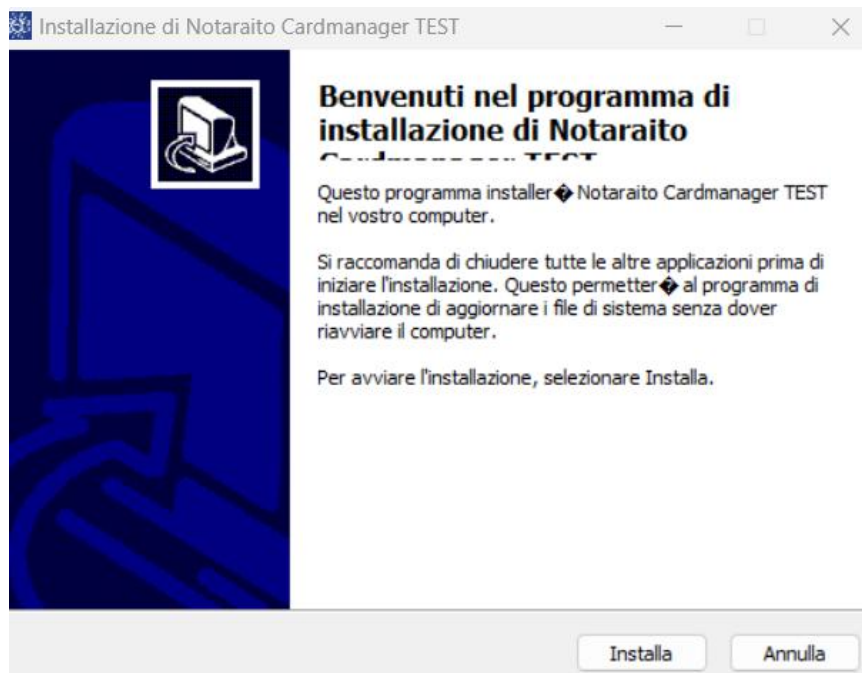 Installazione di Notaraito Cardmanager TEST
Benvenuti nel programma di
installazione di Notaraito
Cardmanager TEST
Questo programma installer� Notaraito Cardmanager TEST
nel vostro computer.
Si raccomanda di chiudere tutte le altre applicazioni prima di
iniziare l'installazione. Questo permetter� al programma di
installazione di aggiornare i file di sistema senza dover
riavviare il computer.
Per avviare l'installazione, selezionare Installa.
Installa
Annulla